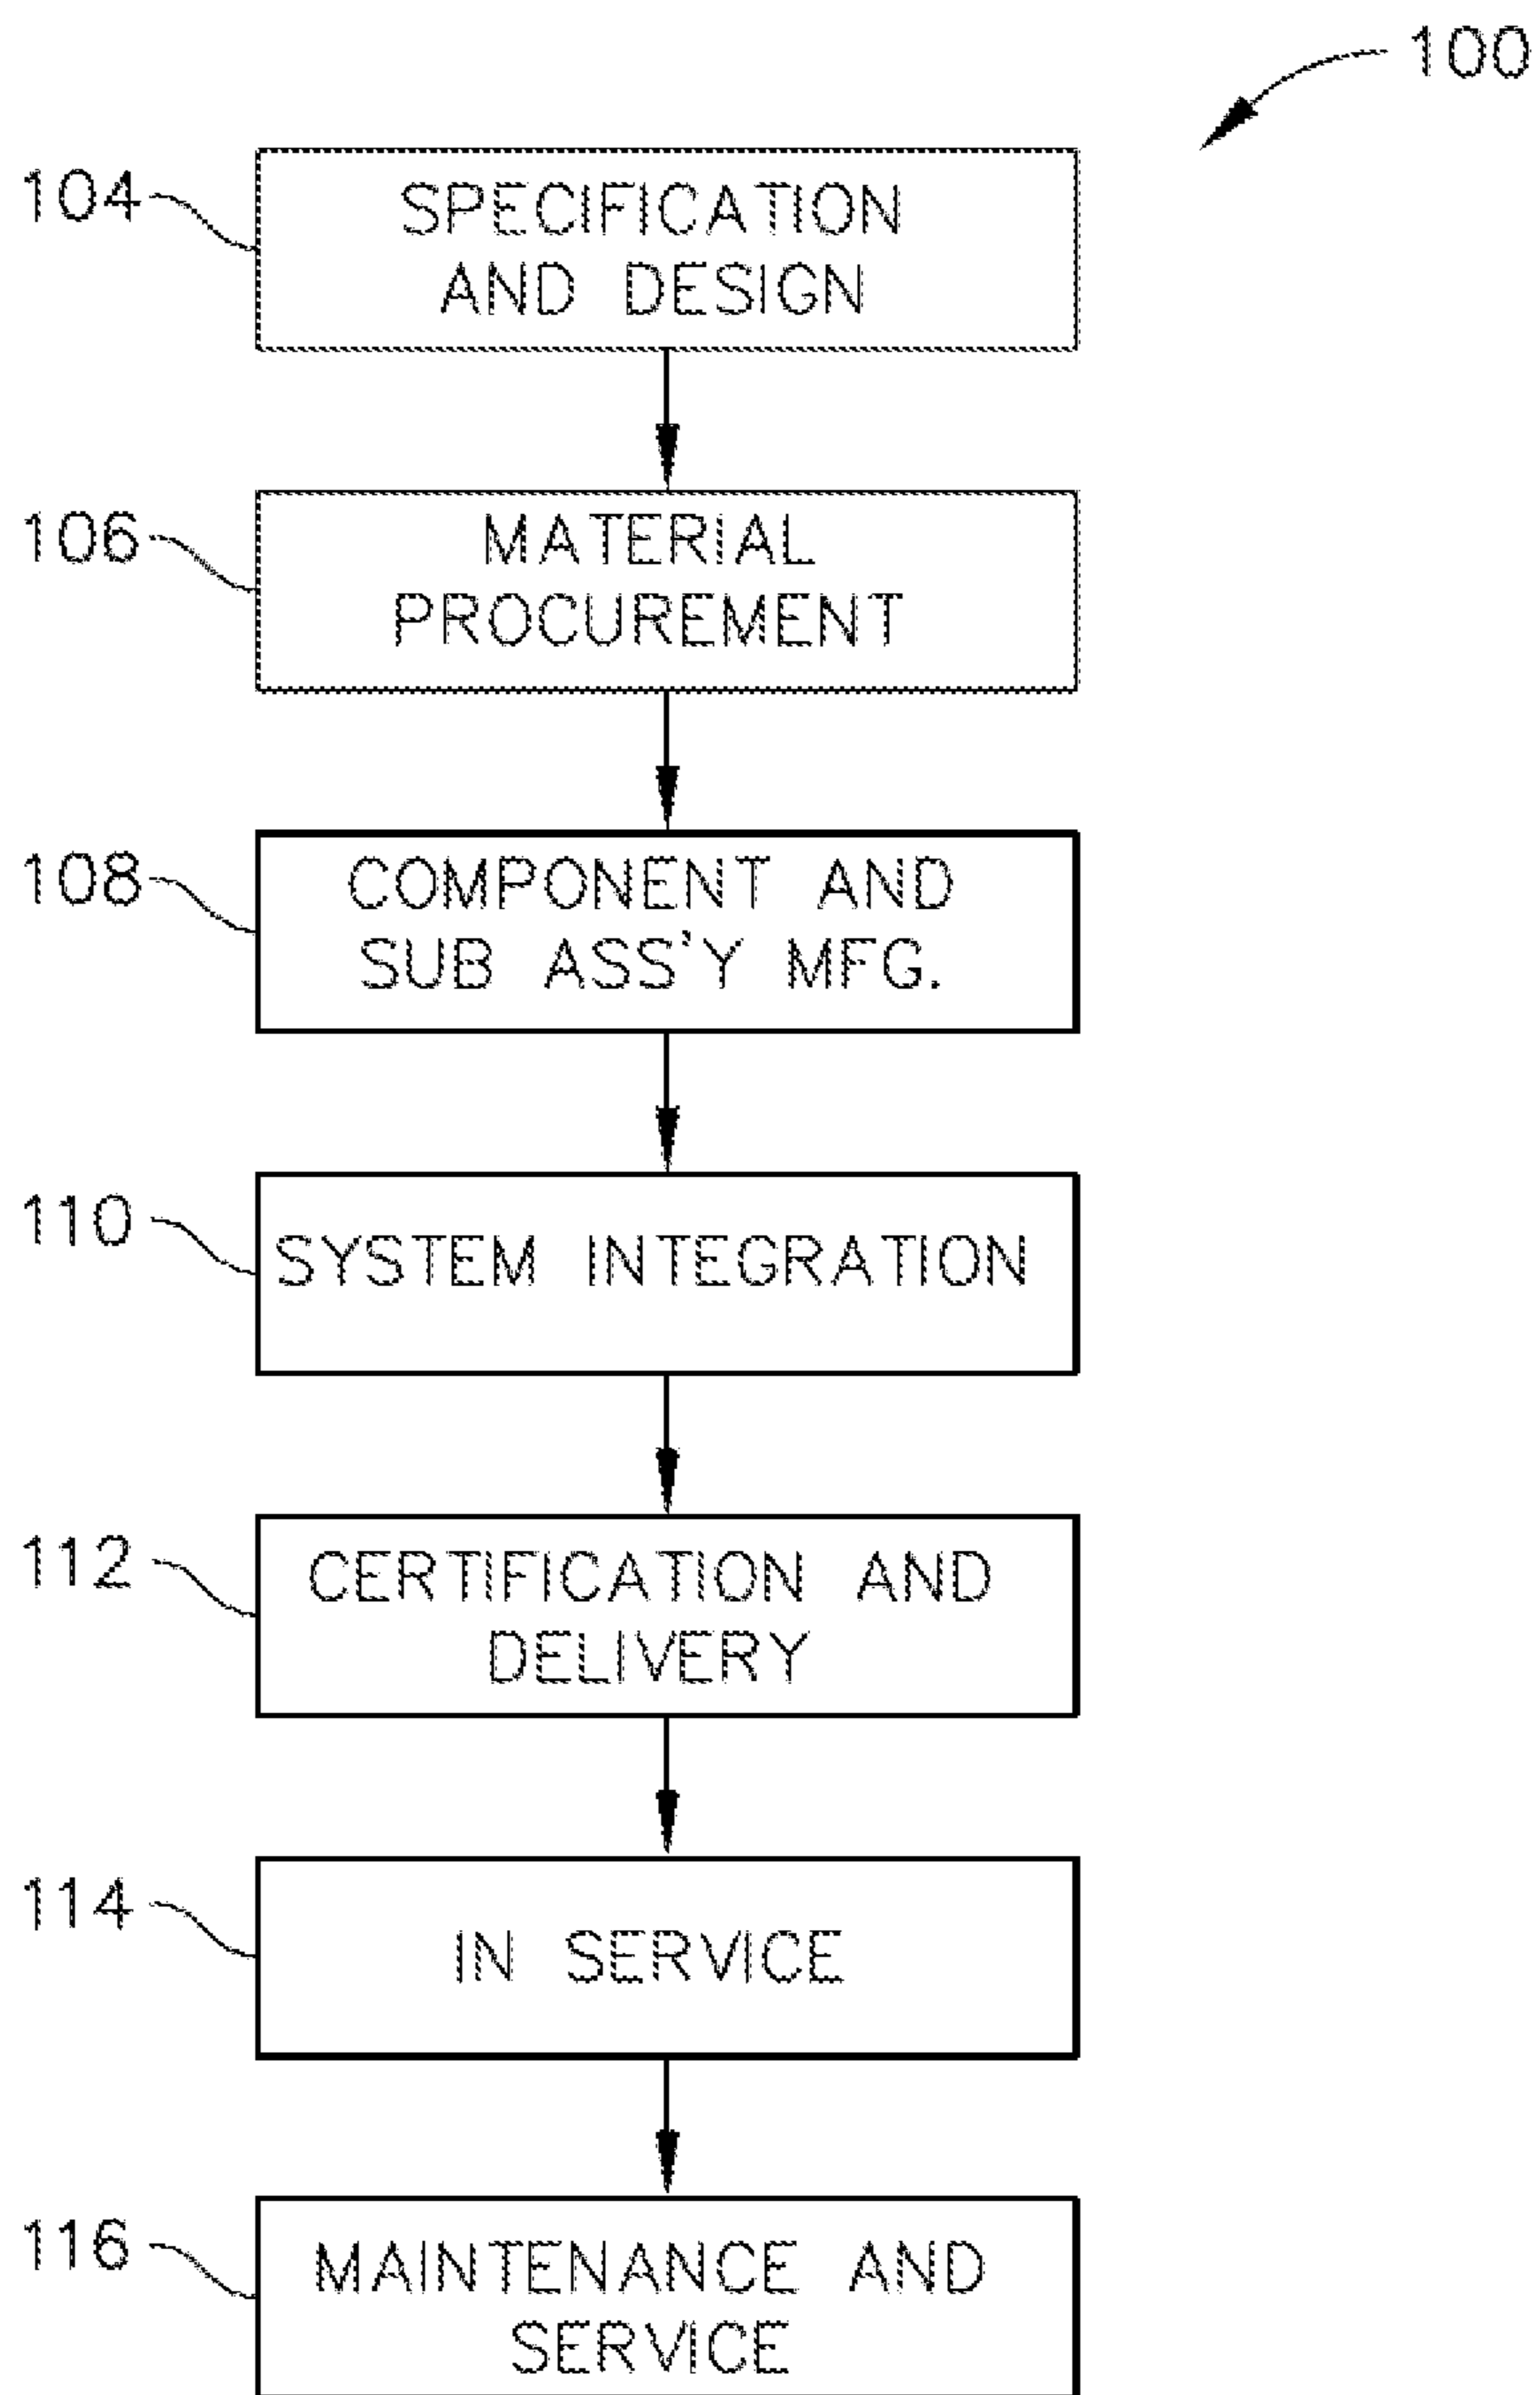 100
104
SPECIFICATION
AND DESIGN
106
MATERIAL
PROCUREMENT
108
COMPONENT AND
SUB ASS'Y MFG.
110
SYSTEM INTEGRATION
112
CERTIFICATION AND
DELIVERY
114
IN SERVICE
116
MAINTENANCE AND
SERVICE